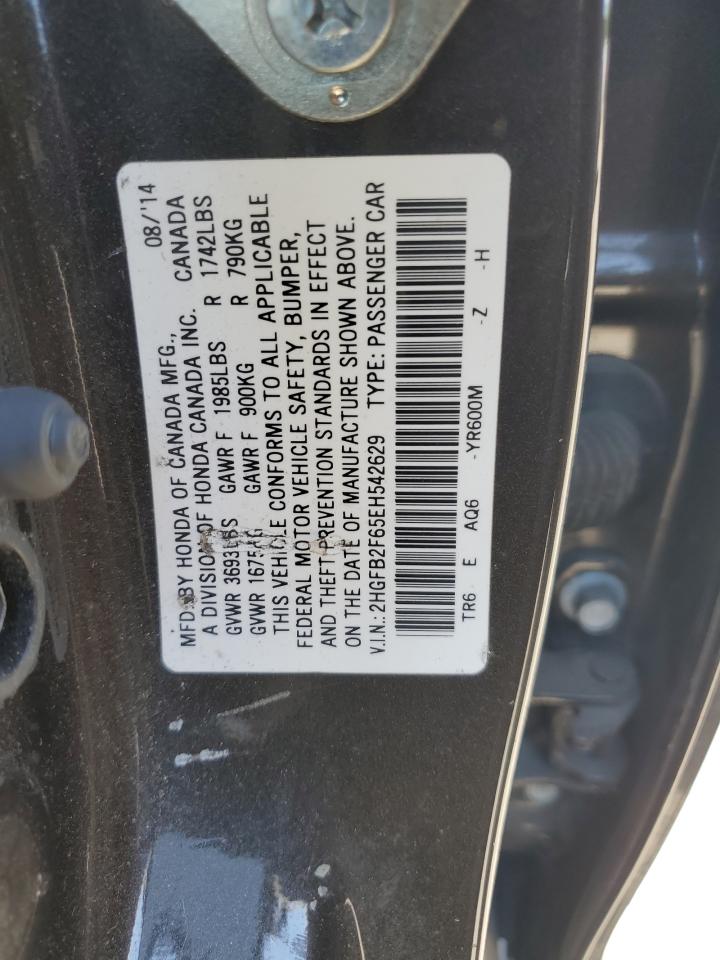 MFD. BY HONDA OF CANADA MFG., 08/'14
A DIVISION OF HONDA CANADA INC. CANADA
GVWR 3693LBS GAWR F 1985LBS R 1742LBS
GVWR 1675KG GAWR F 900KG R 790KG
THIS VEHICLE CONFORMS TO ALL APPLICABLE
FEDERAL MOTOR VEHICLE SAFETY, BUMPER,
AND THEFT PREVENTION STANDARDS IN EFFECT
ON THE DATE OF MANUFACTURE SHOWN ABOVE.
V.I.N.: 2HGFB2F65EH542629 TYPE: PASSENGER CAR
TR6 E AQ6 -YR600M -Z -H